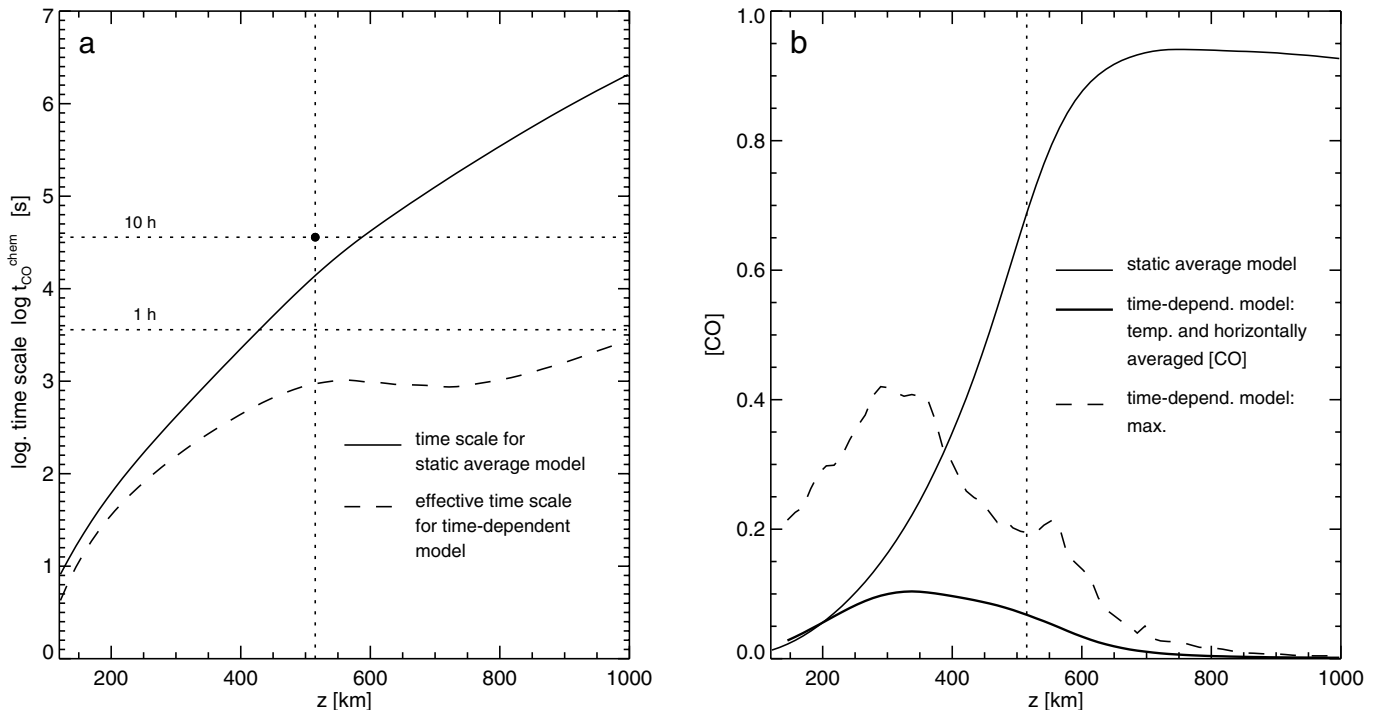 a
7
6
5
4
3
2
1
0
log. time scale log t_CO^chem [s]
10 h
1 h
time scale for
static average model
effective time scale
for time-dependent
model
200
400
600
800
1000
z [km]
b
1.0
0.8
0.6
0.4
0.2
0.0
[CO]
static average model
time-depend. model:
temp. and horizontally
averaged [CO]
time-depend. model:
max.
200
400
600
800
1000
z [km]